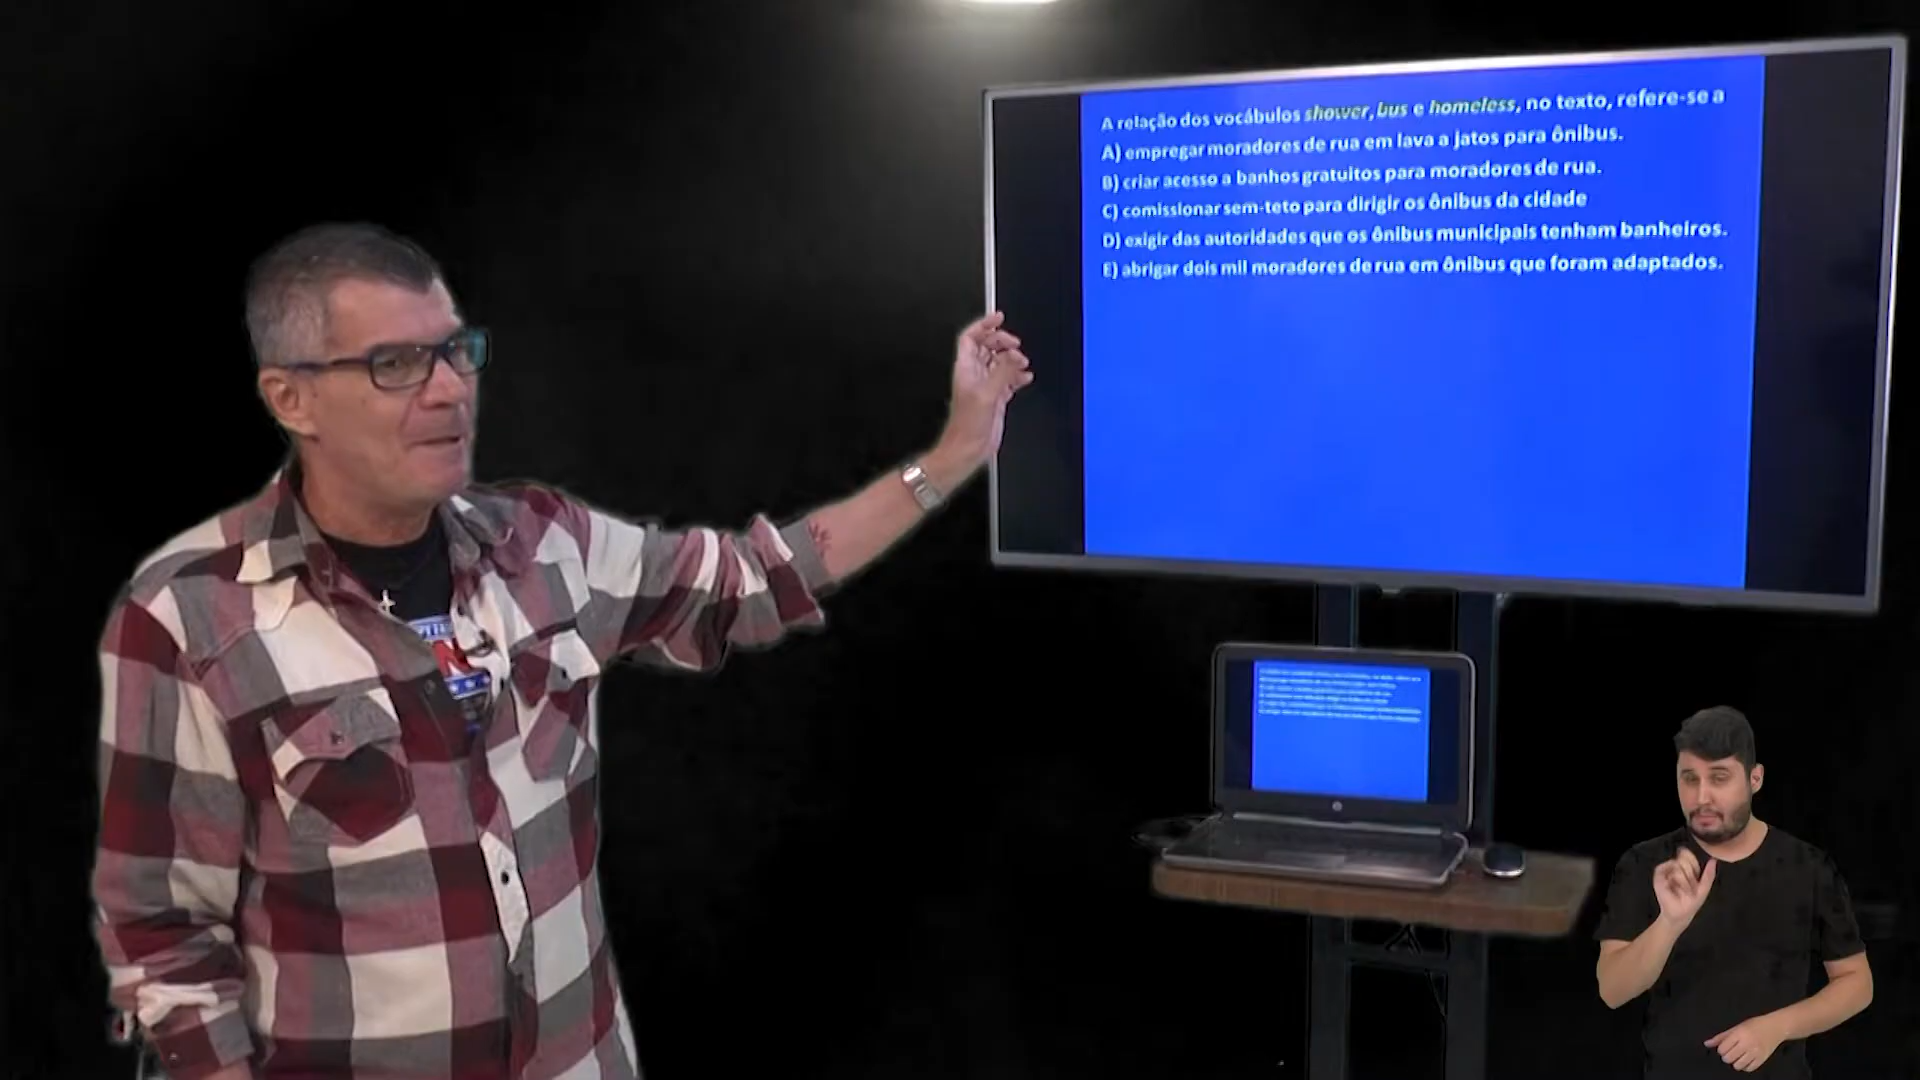 A relação dos vocábulos shower, bus e homeless, no texto, refere-se a
A) empregar moradores de rua em lava a jatos para ônibus.
B) criar acesso a banhos gratuitos para moradores de rua.
C) comissionar sem-teto para dirigir os ônibus da cidade
D) exigir das autoridades que os ônibus municipais tenham banheiros.
E) abrigar dois mil moradores de rua em ônibus que foram adaptados.